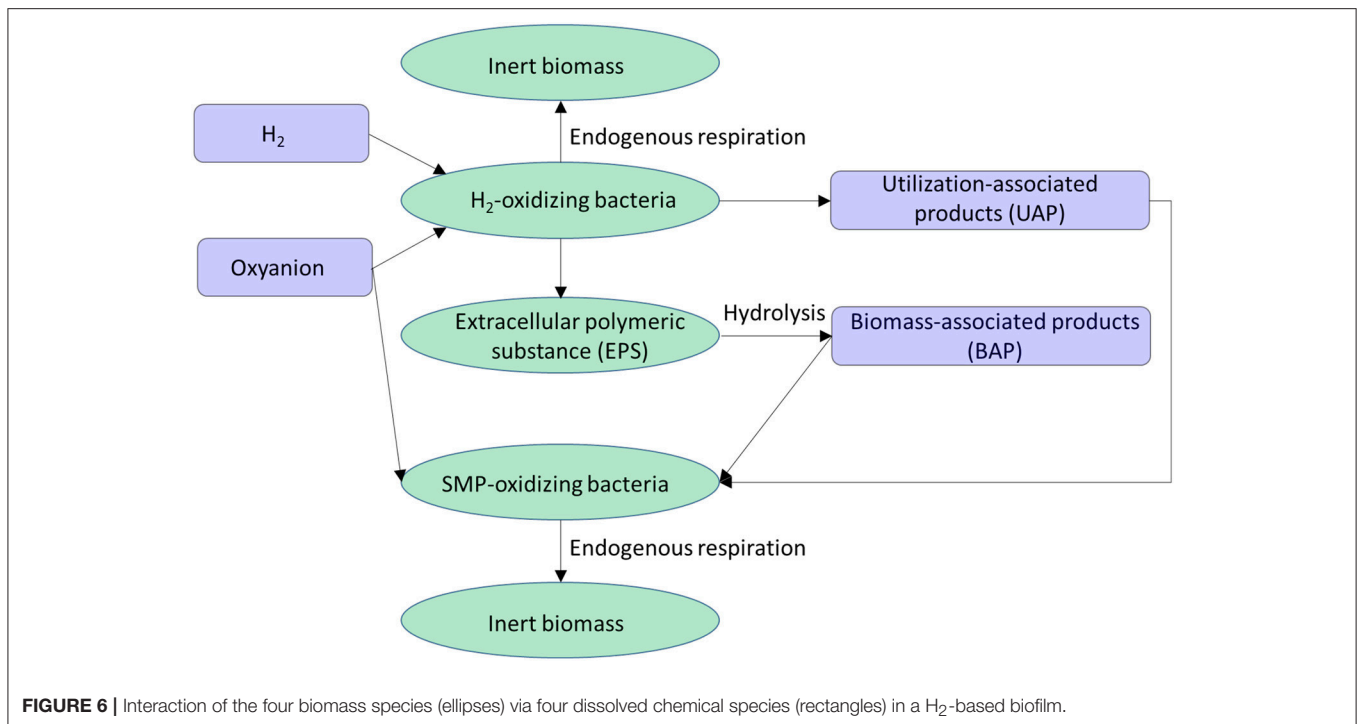 Inert biomass
H₂
Endogenous respiration
H₂-oxidizing bacteria
Utilization-associated
products (UAP)
Oxyanion
Extracellular polymeric
substance (EPS)
Hydrolysis
Biomass-associated products
(BAP)
SMP-oxidizing bacteria
Endogenous respiration
Inert biomass
FIGURE 6 | Interaction of the four biomass species (ellipses) via four dissolved chemical species (rectangles) in a H₂-based biofilm.